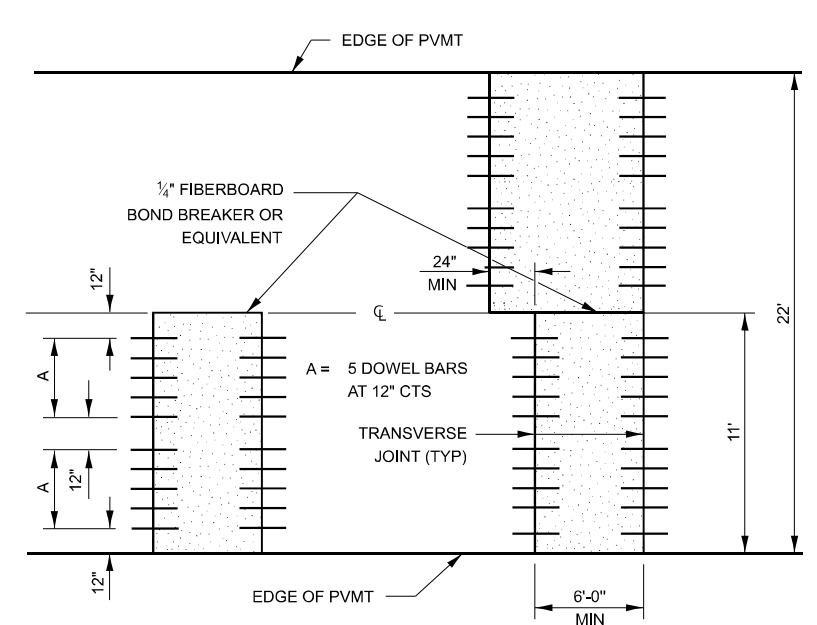 EDGE OF PVMT
¼" FIBERBOARD
BOND BREAKER OR
EQUIVALENT
24"
MIN
12"
℄
22'
A
A = 5 DOWEL BARS
AT 12" CTS
TRANSVERSE
JOINT (TYP)
11'
A
12"
12"
EDGE OF PVMT
6'-0"
MIN